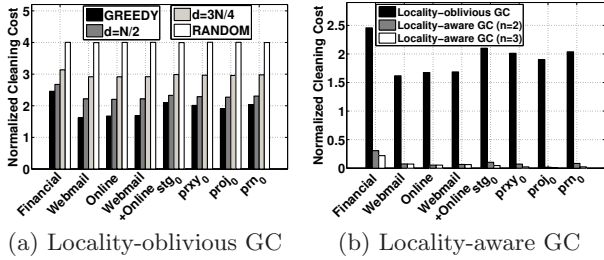 Normalized Cleaning Cost
5
4
3
2
1
0
GREEDY
d=N/2
d=3N/4
RANDOM
Financial
Webmail
Online
Webmail
+Online
stg0
prxy0
proj0
prn0
(a) Locality-oblivious GC
Normalized Cleaning Cost
2.5
2
1.5
1
0.5
0
Locality-oblivious GC
Locality-aware GC (n=2)
Locality-aware GC (n=3)
Financial
Webmail
Online
Webmail
+Online
stg0
prxy0
proj0
prn0
(b) Locality-aware GC